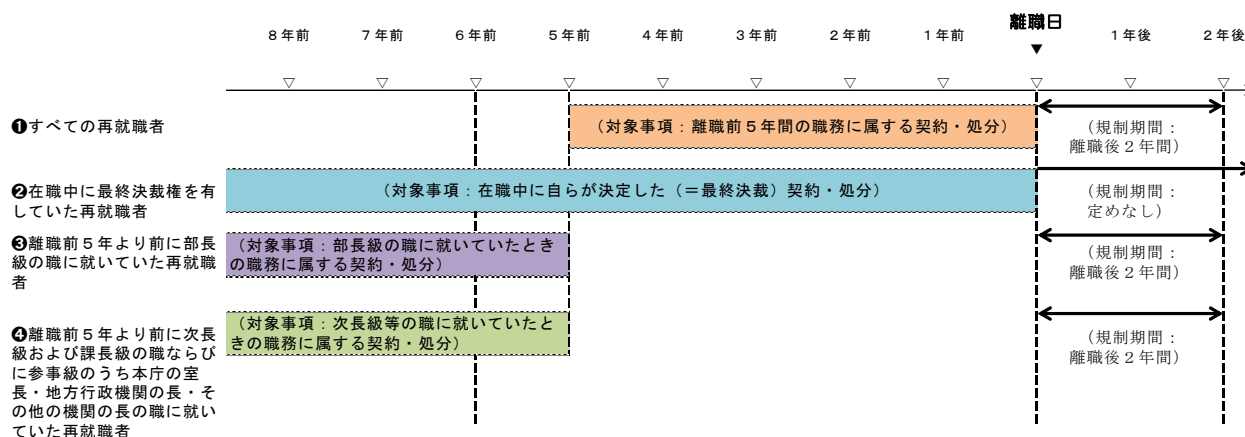 離職日
8年前 7年前 6年前 5年前 4年前 3年前 2年前 1年前 ▼ 1年後 2年後
▽ ▽ ▽ ▽ ▽ ▽ ▽ ▽ ▽ ▽ ▽
❶すべての再就職者
(対象事項:離職前5年間の職務に属する契約・処分)
(規制期間:
離職後2年間)
❷在職中に最終決裁権を有
していた再就職者
(対象事項:在職中に自らが決定した(=最終決裁)契約・処分)
(規制期間:
定めなし)
❸離職前5年より前に部長
級の職に就いていた再就職
者
(対象事項:部長級の職に就いていたとき
の職務に属する契約・処分)
(規制期間:
離職後2年間)
❹離職前5年より前に次長
級および課長級の職ならび
に参事級のうち本庁の室
長・地方行政機関の長・そ
の他の機関の長の職に就い
ていた再就職者
(対象事項:次長級等の職に就いていたと
きの職務に属する契約・処分)
(規制期間:
離職後2年間)